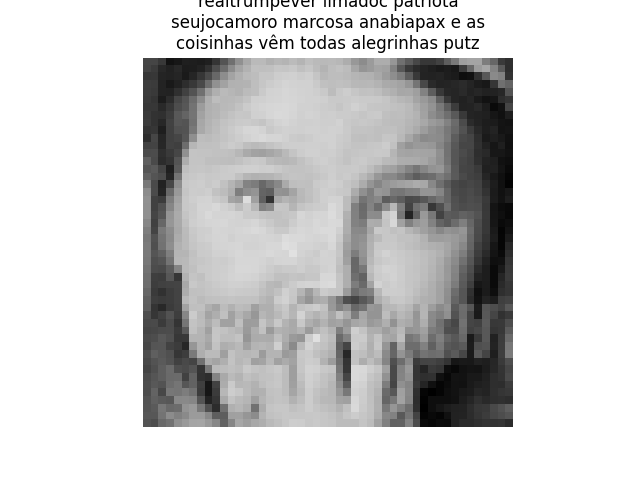 realtrumpever limadoc patriota
seujocamoro marcosa anabiapax e as
coisinhas vêm todas alegrinhas putz